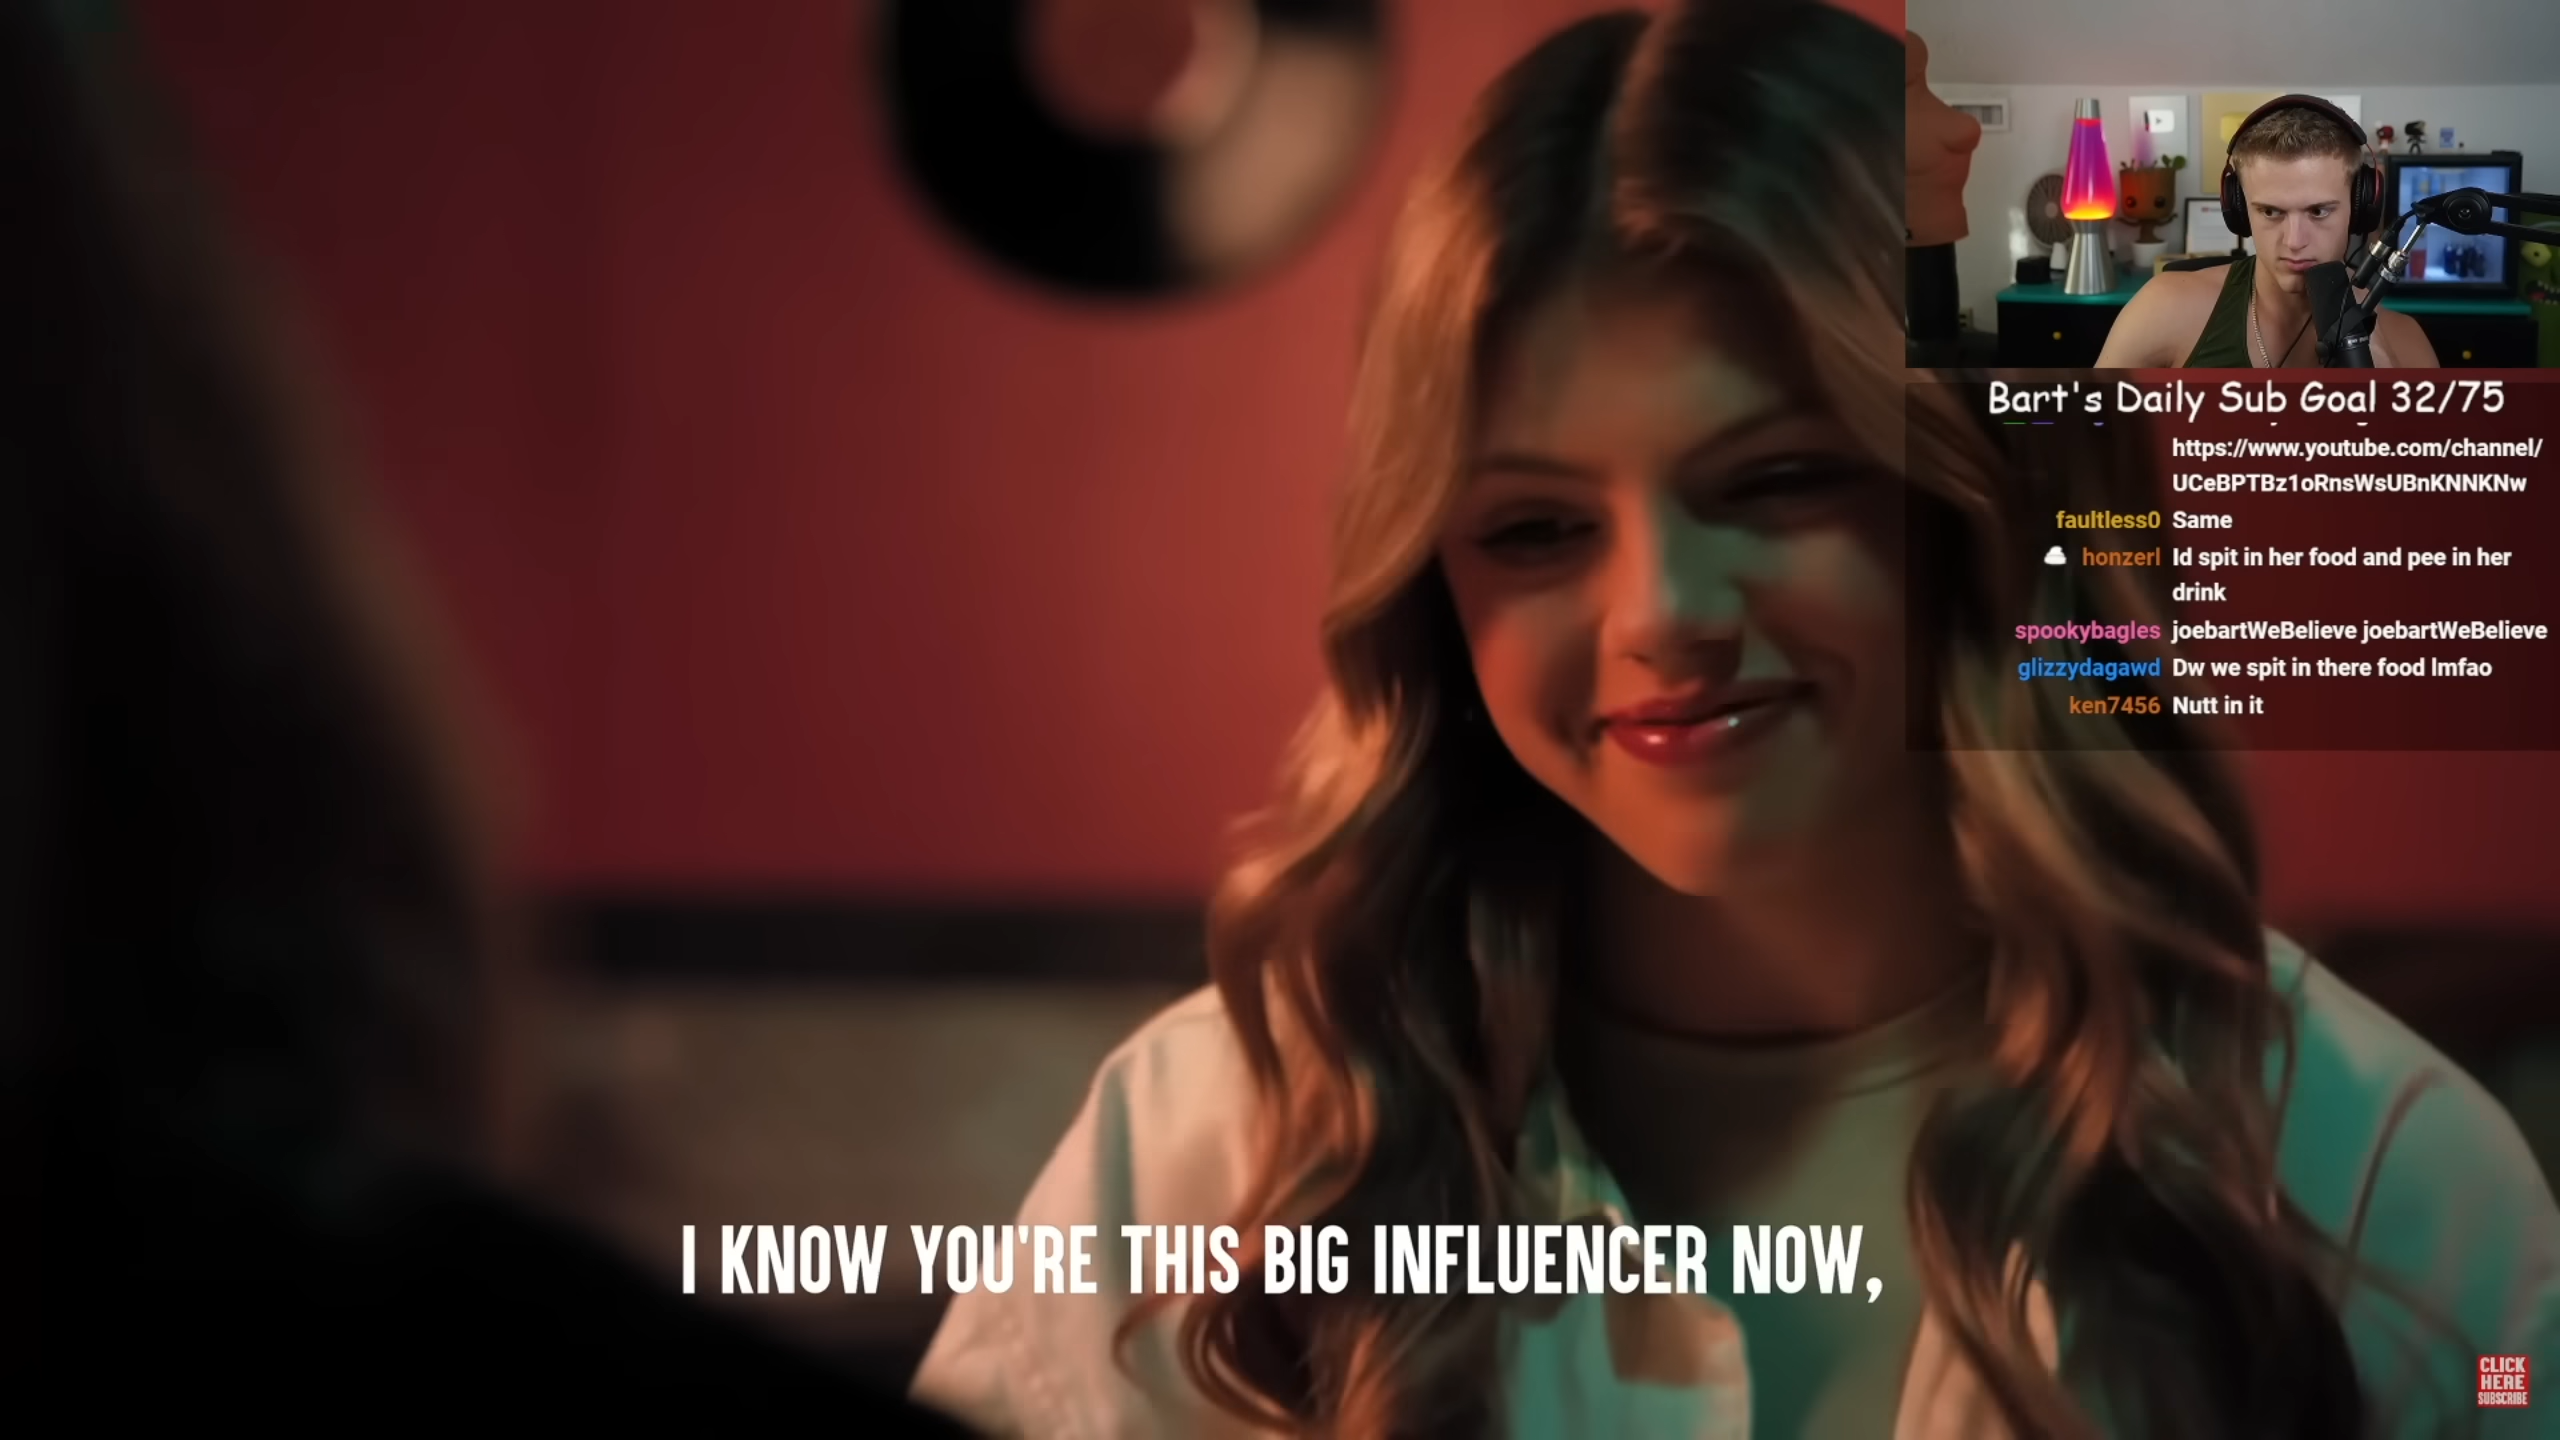 Bart's Daily Sub Goal 32/75
https://www.youtube.com/channel/
UCeBPTBz1oRnsWsUBnKNNKNw
faultless0 Same
honzerl Id spit in her food and pee in her
drink
spookybagles joebartWeBelieve joebartWeBelieve
glizzydagawd Dw we spit in there food lmfao
ken7456 Nutt in it
I KNOW YOU'RE THIS BIG INFLUENCER NOW,
CLICK
HERE
SUBSCRIBE